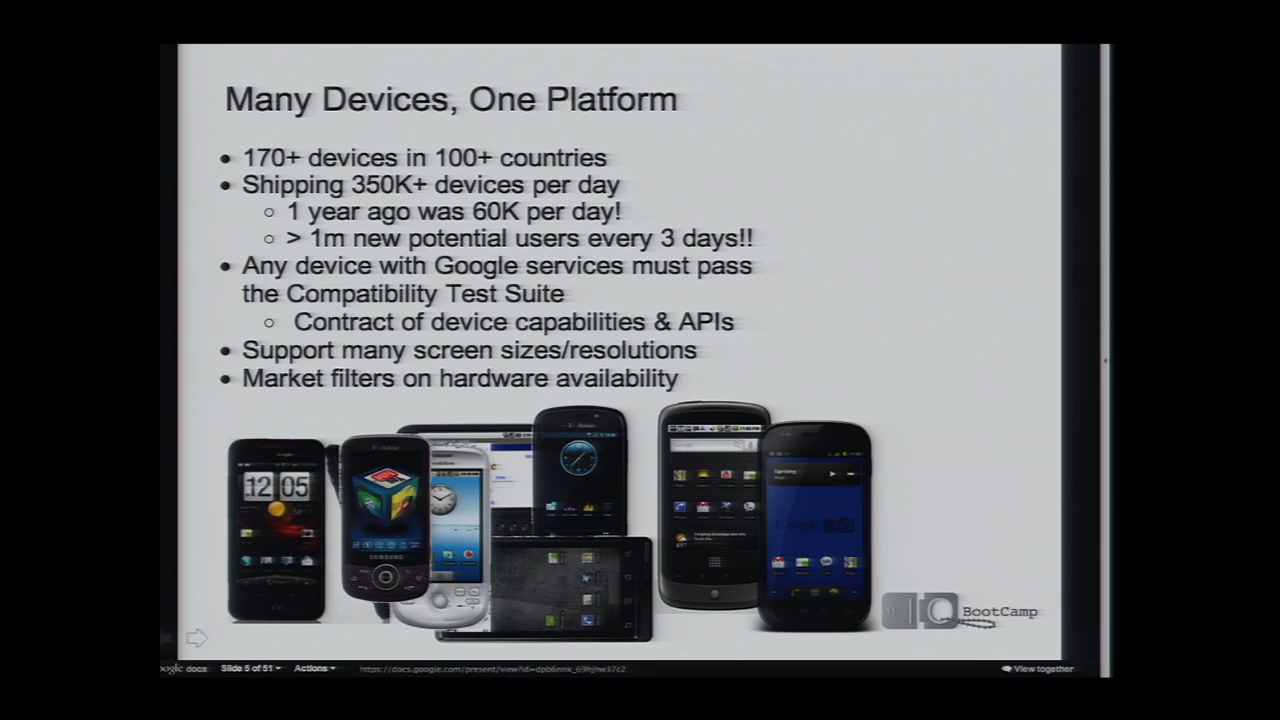 Many Devices, One Platform
• 170+ devices in 100+ countries
• Shipping 350K+ devices per day
○ 1 year ago was 60K per day!
○ > 1m new potential users every 3 days!!
• Any device with Google services must pass
the Compatibility Test Suite
○ Contract of device capabilities & APIs
• Support many screen sizes/resolutions
• Market filters on hardware availability
12 05
SAMSUNG
vodafone
Google
BootCamp
docs
Slide 5 of 51
Actions
View together